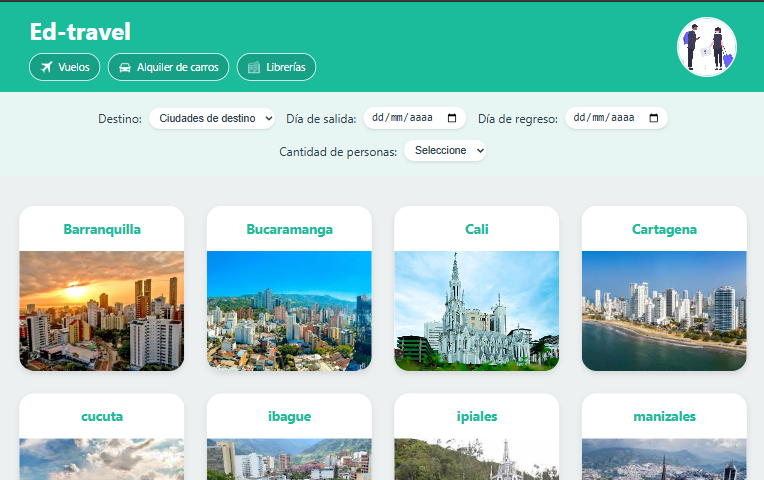 Ed-travel
Vuelos
Alquiler de carros
Librerías
Destino: Ciudades de destino Día de salida: dd/mm/aaaa Día de regreso: dd/mm/aaaa
Cantidad de personas: Seleccione
Barranquilla
Bucaramanga
Cali
Cartagena
cucuta
ibague
ipiales
manizales